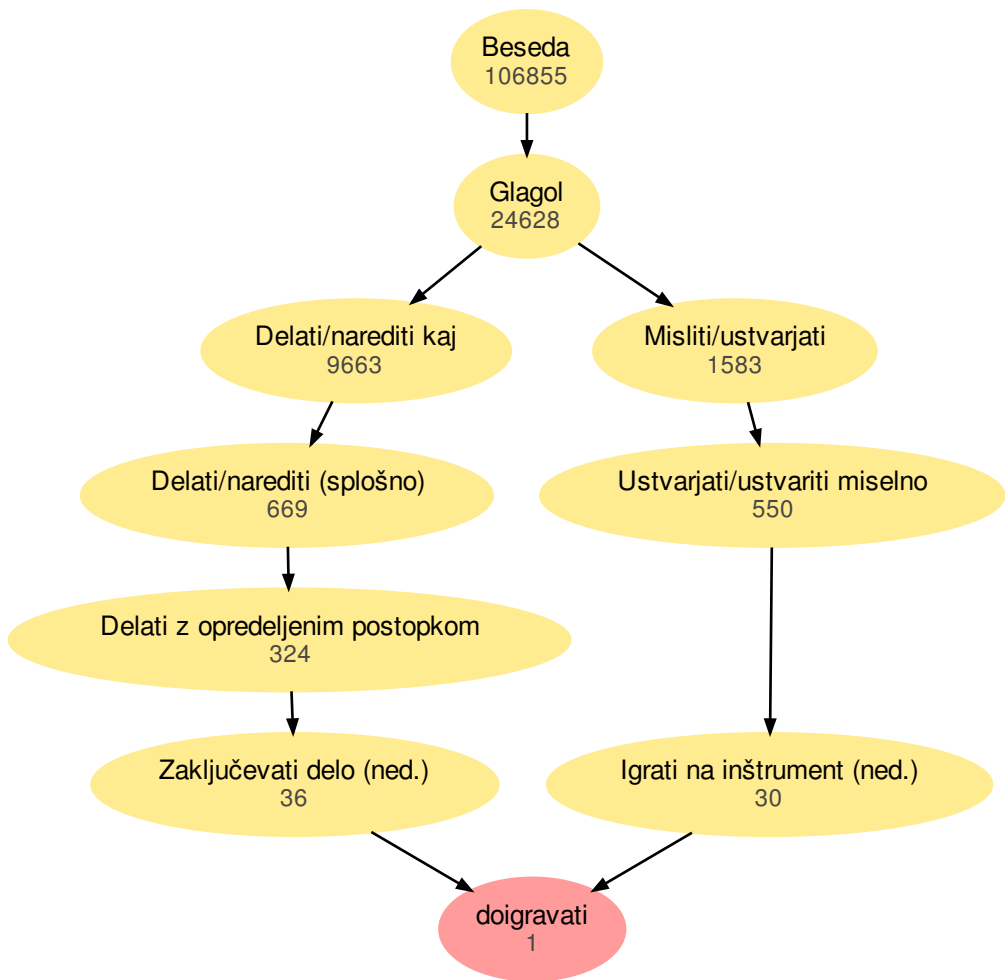 Beseda
106855
Glagol
24628
Delati/narediti kaj
9663
Misliti/ustvarjati
1583
Delati/narediti (splošno)
669
Ustvarjati/ustvariti miselno
550
Delati z opredeljenim postopkom
324
Zaključevati delo (ned.)
36
Igrati na inštrument (ned.)
30
doigravati
1